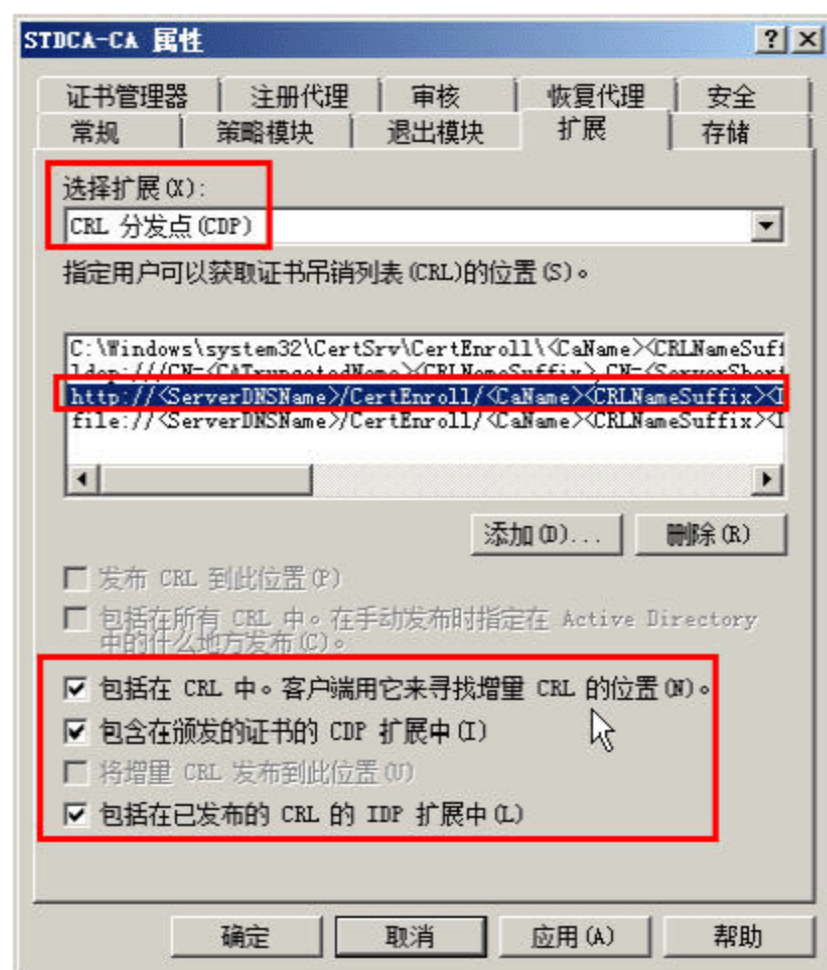 STDCA-CA 属性
证书管理器 注册代理 审核 恢复代理 安全
常规 策略模块 退出模块 扩展 存储
选择扩展(X):
CRL 分发点(CDP)
指定用户可以获取证书吊销列表(CRL)的位置(S)。
C:\Windows\system32\CertSrv\CertEnroll\<CaName><CRLNameSuf
ldap:///CN=<CATruncatedName><CRLNameSuffix>,CN=<ServerShort
http://<ServerDNSName>/CertEnroll/<CaName><CRLNameSuffix><
file://<ServerDNSName>/CertEnroll/<CaName><CRLNameSuffix><
添加(D)... 删除(R)
发布 CRL 到此位置(P)
包括在所有 CRL 中。在手动发布时指定在 Active Directory
中的什么地方发布(C)。
包括在 CRL 中。客户端用它来寻找增量 CRL 的位置(N)。
包含在颁发的证书的 CDP 扩展中(I)
将增量 CRL 发布到此位置(U)
包括在已发布的 CRL 的 IDP 扩展中(L)
确定 取消 应用(A) 帮助